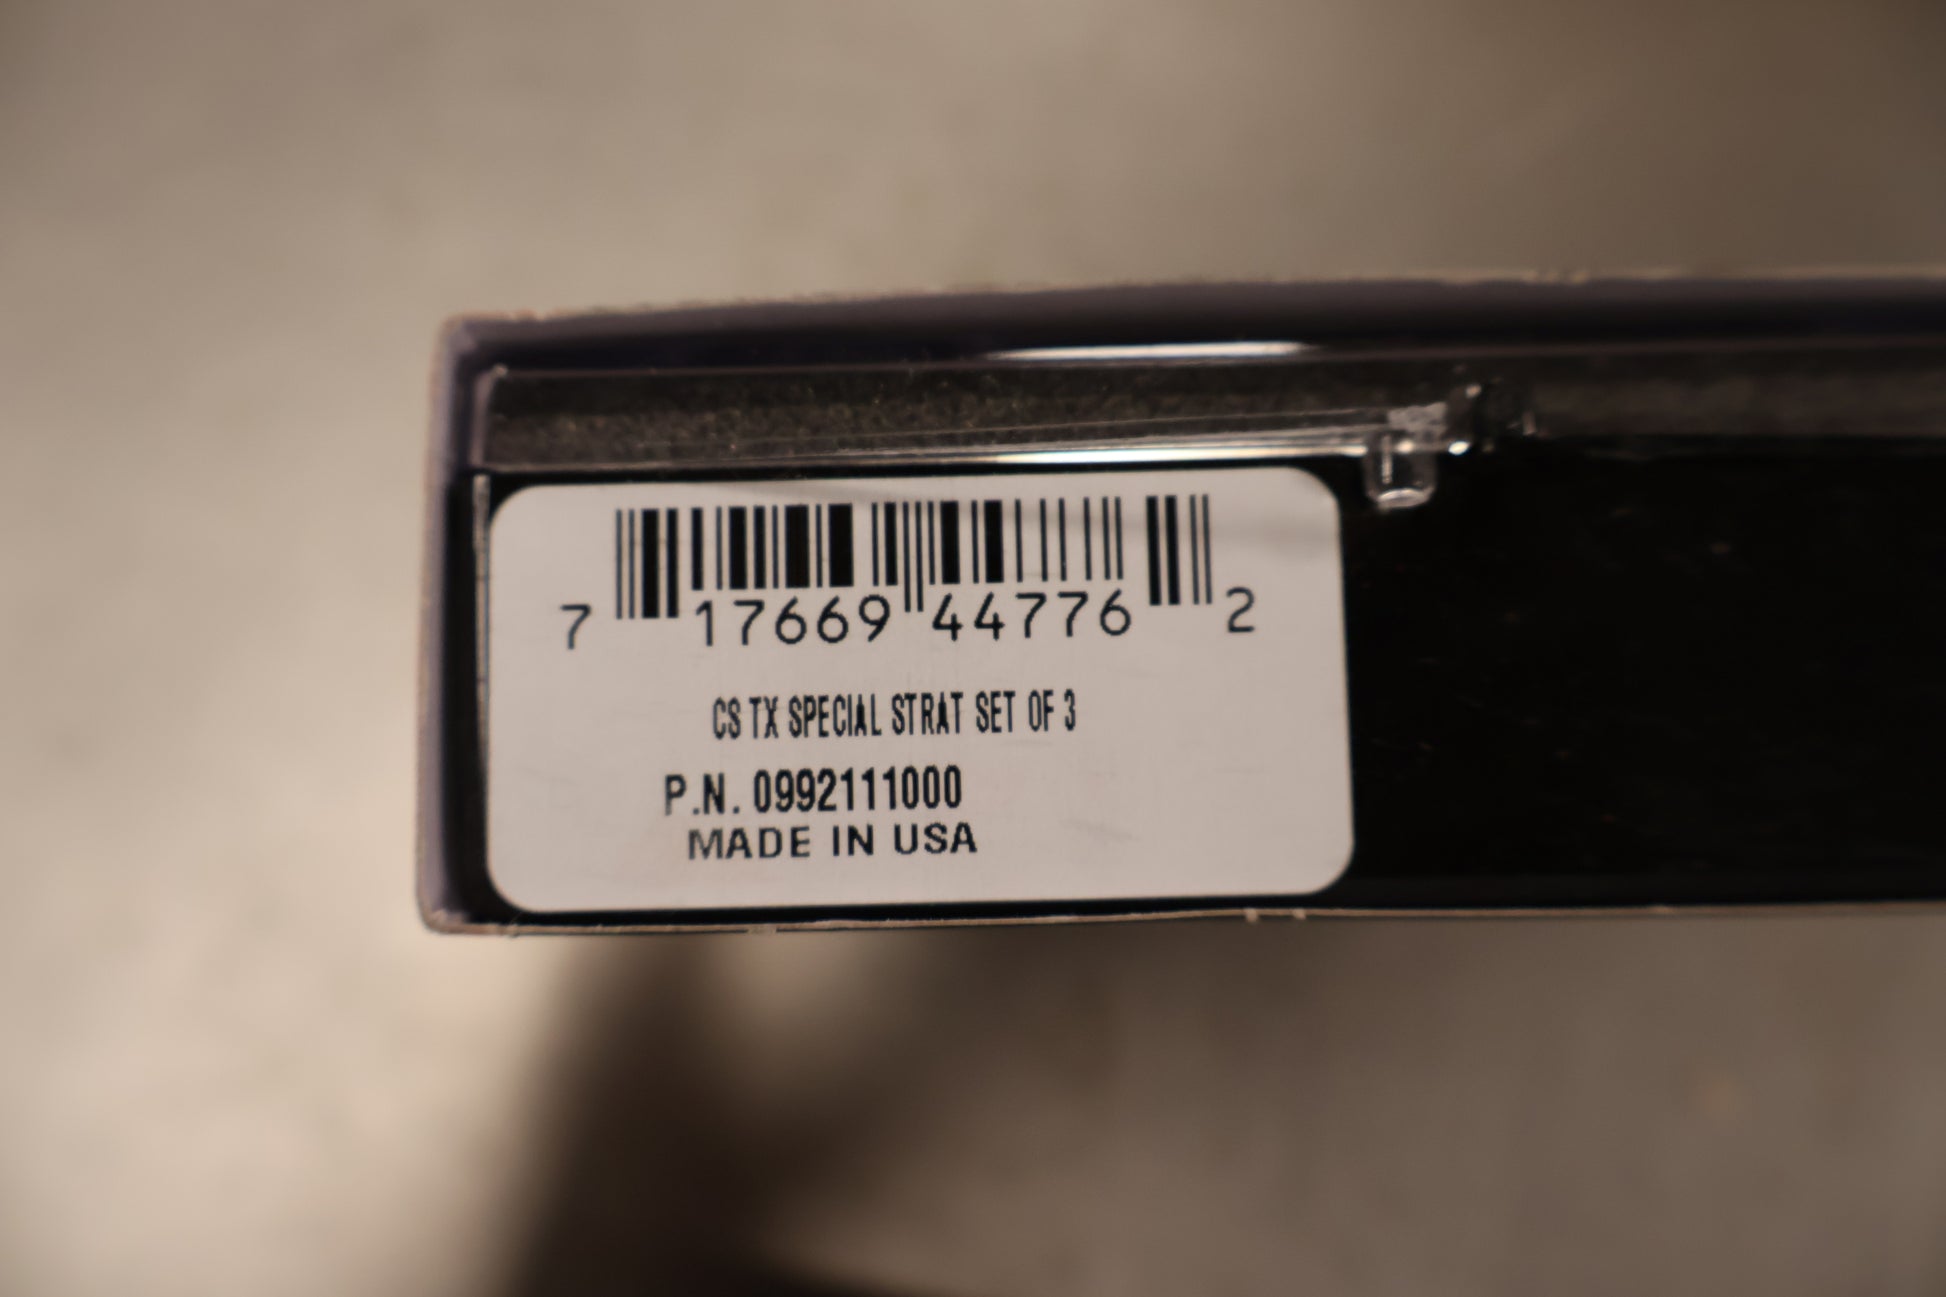 7 17669 44776 2
CS TX SPECIAL STRAT SET OF 3
P.N. 0992111000
MADE IN USA